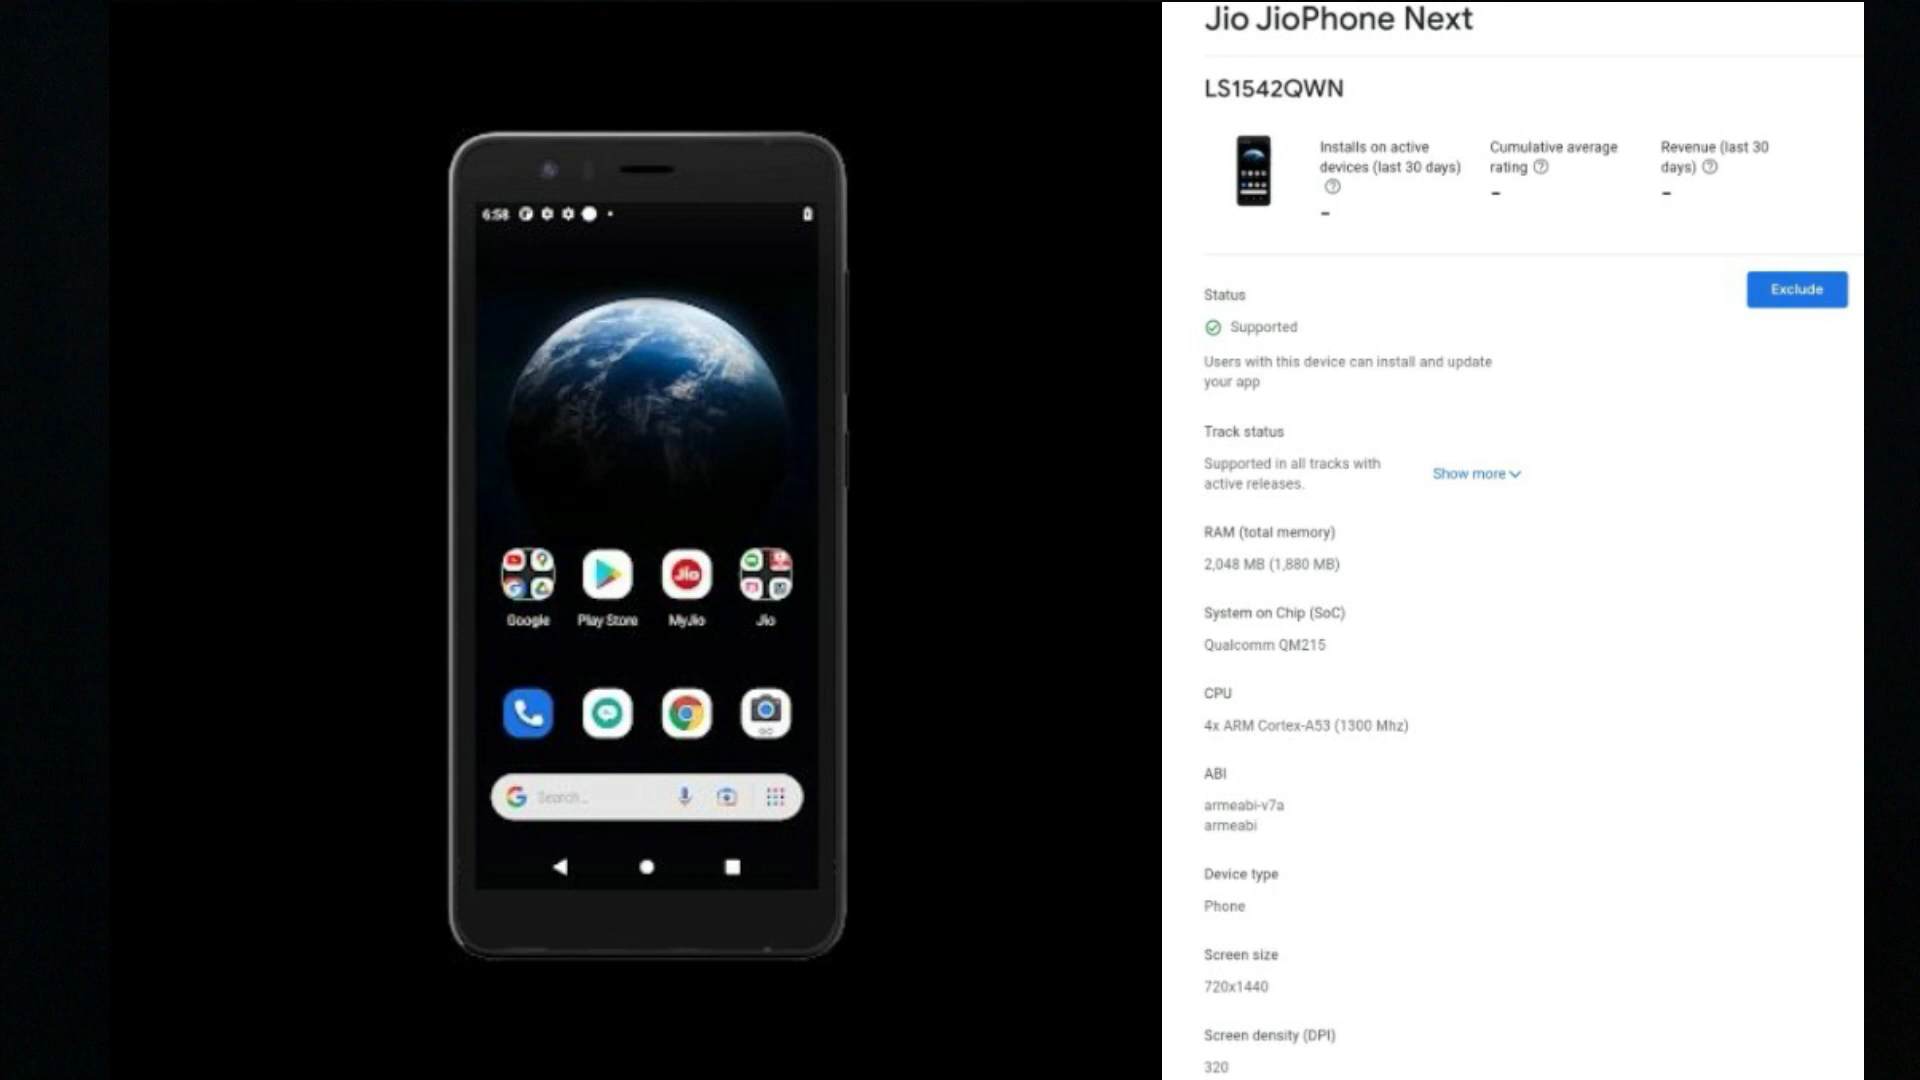 6:58
Google
Play Store
MyJio
Jio
Jio
GO
Search...
Jio JioPhone Next
LS1542QWN
Installs on active
devices (last 30 days)
–
Cumulative average
rating
–
Revenue (last 30
days)
–
Exclude
Status
Supported
Users with this device can install and update
your app
Track status
Supported in all tracks with
active releases.
Show more
RAM (total memory)
2,048 MB (1,880 MB)
System on Chip (SoC)
Qualcomm QM215
CPU
4x ARM Cortex-A53 (1300 Mhz)
ABI
armeabi-v7a
armeabi
Device type
Phone
Screen size
720x1440
Screen density (DPI)
320